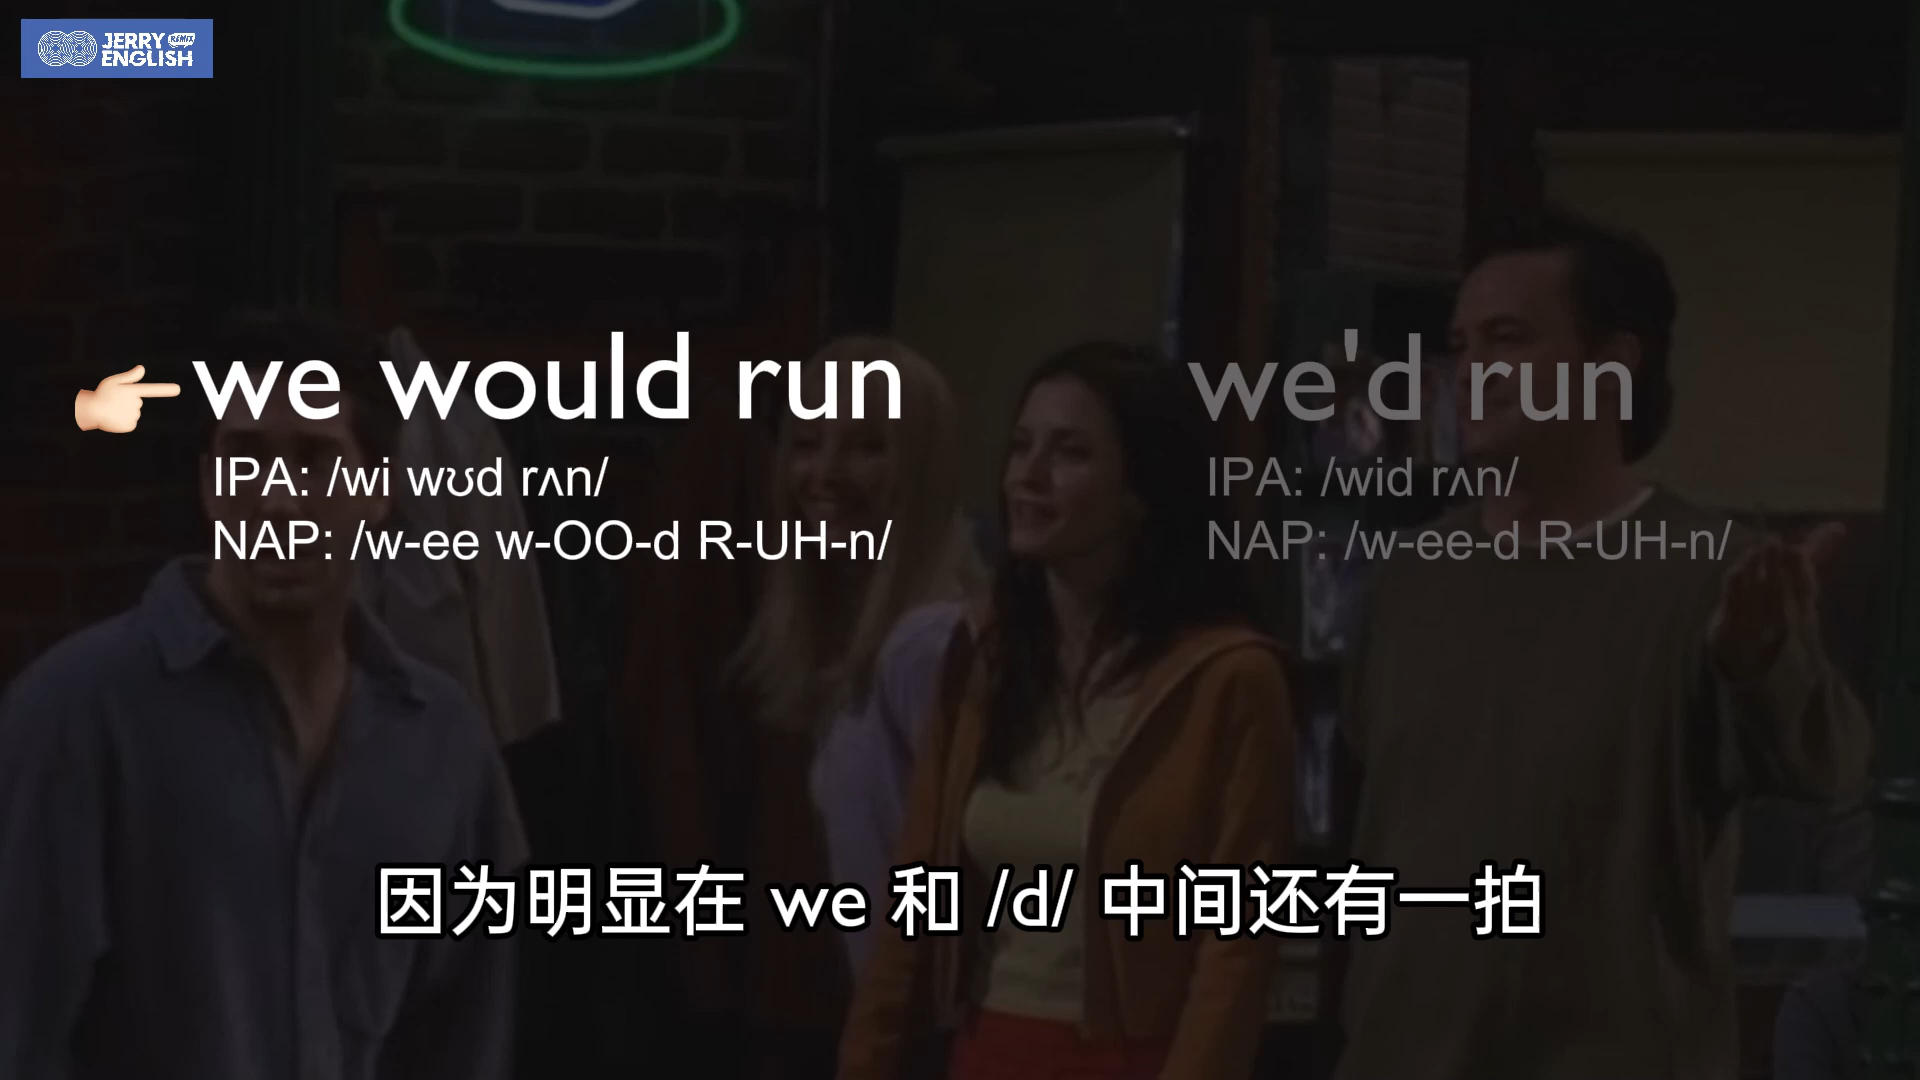 JERRY REMIX
ENGLISH
we would run
IPA: /wi wʊd rʌn/
NAP: /w-ee w-OO-d R-UH-n/
we'd run
IPA: /wid rʌn/
NAP: /w-ee-d R-UH-n/
因为明显在 we 和 /d/ 中间还有一拍